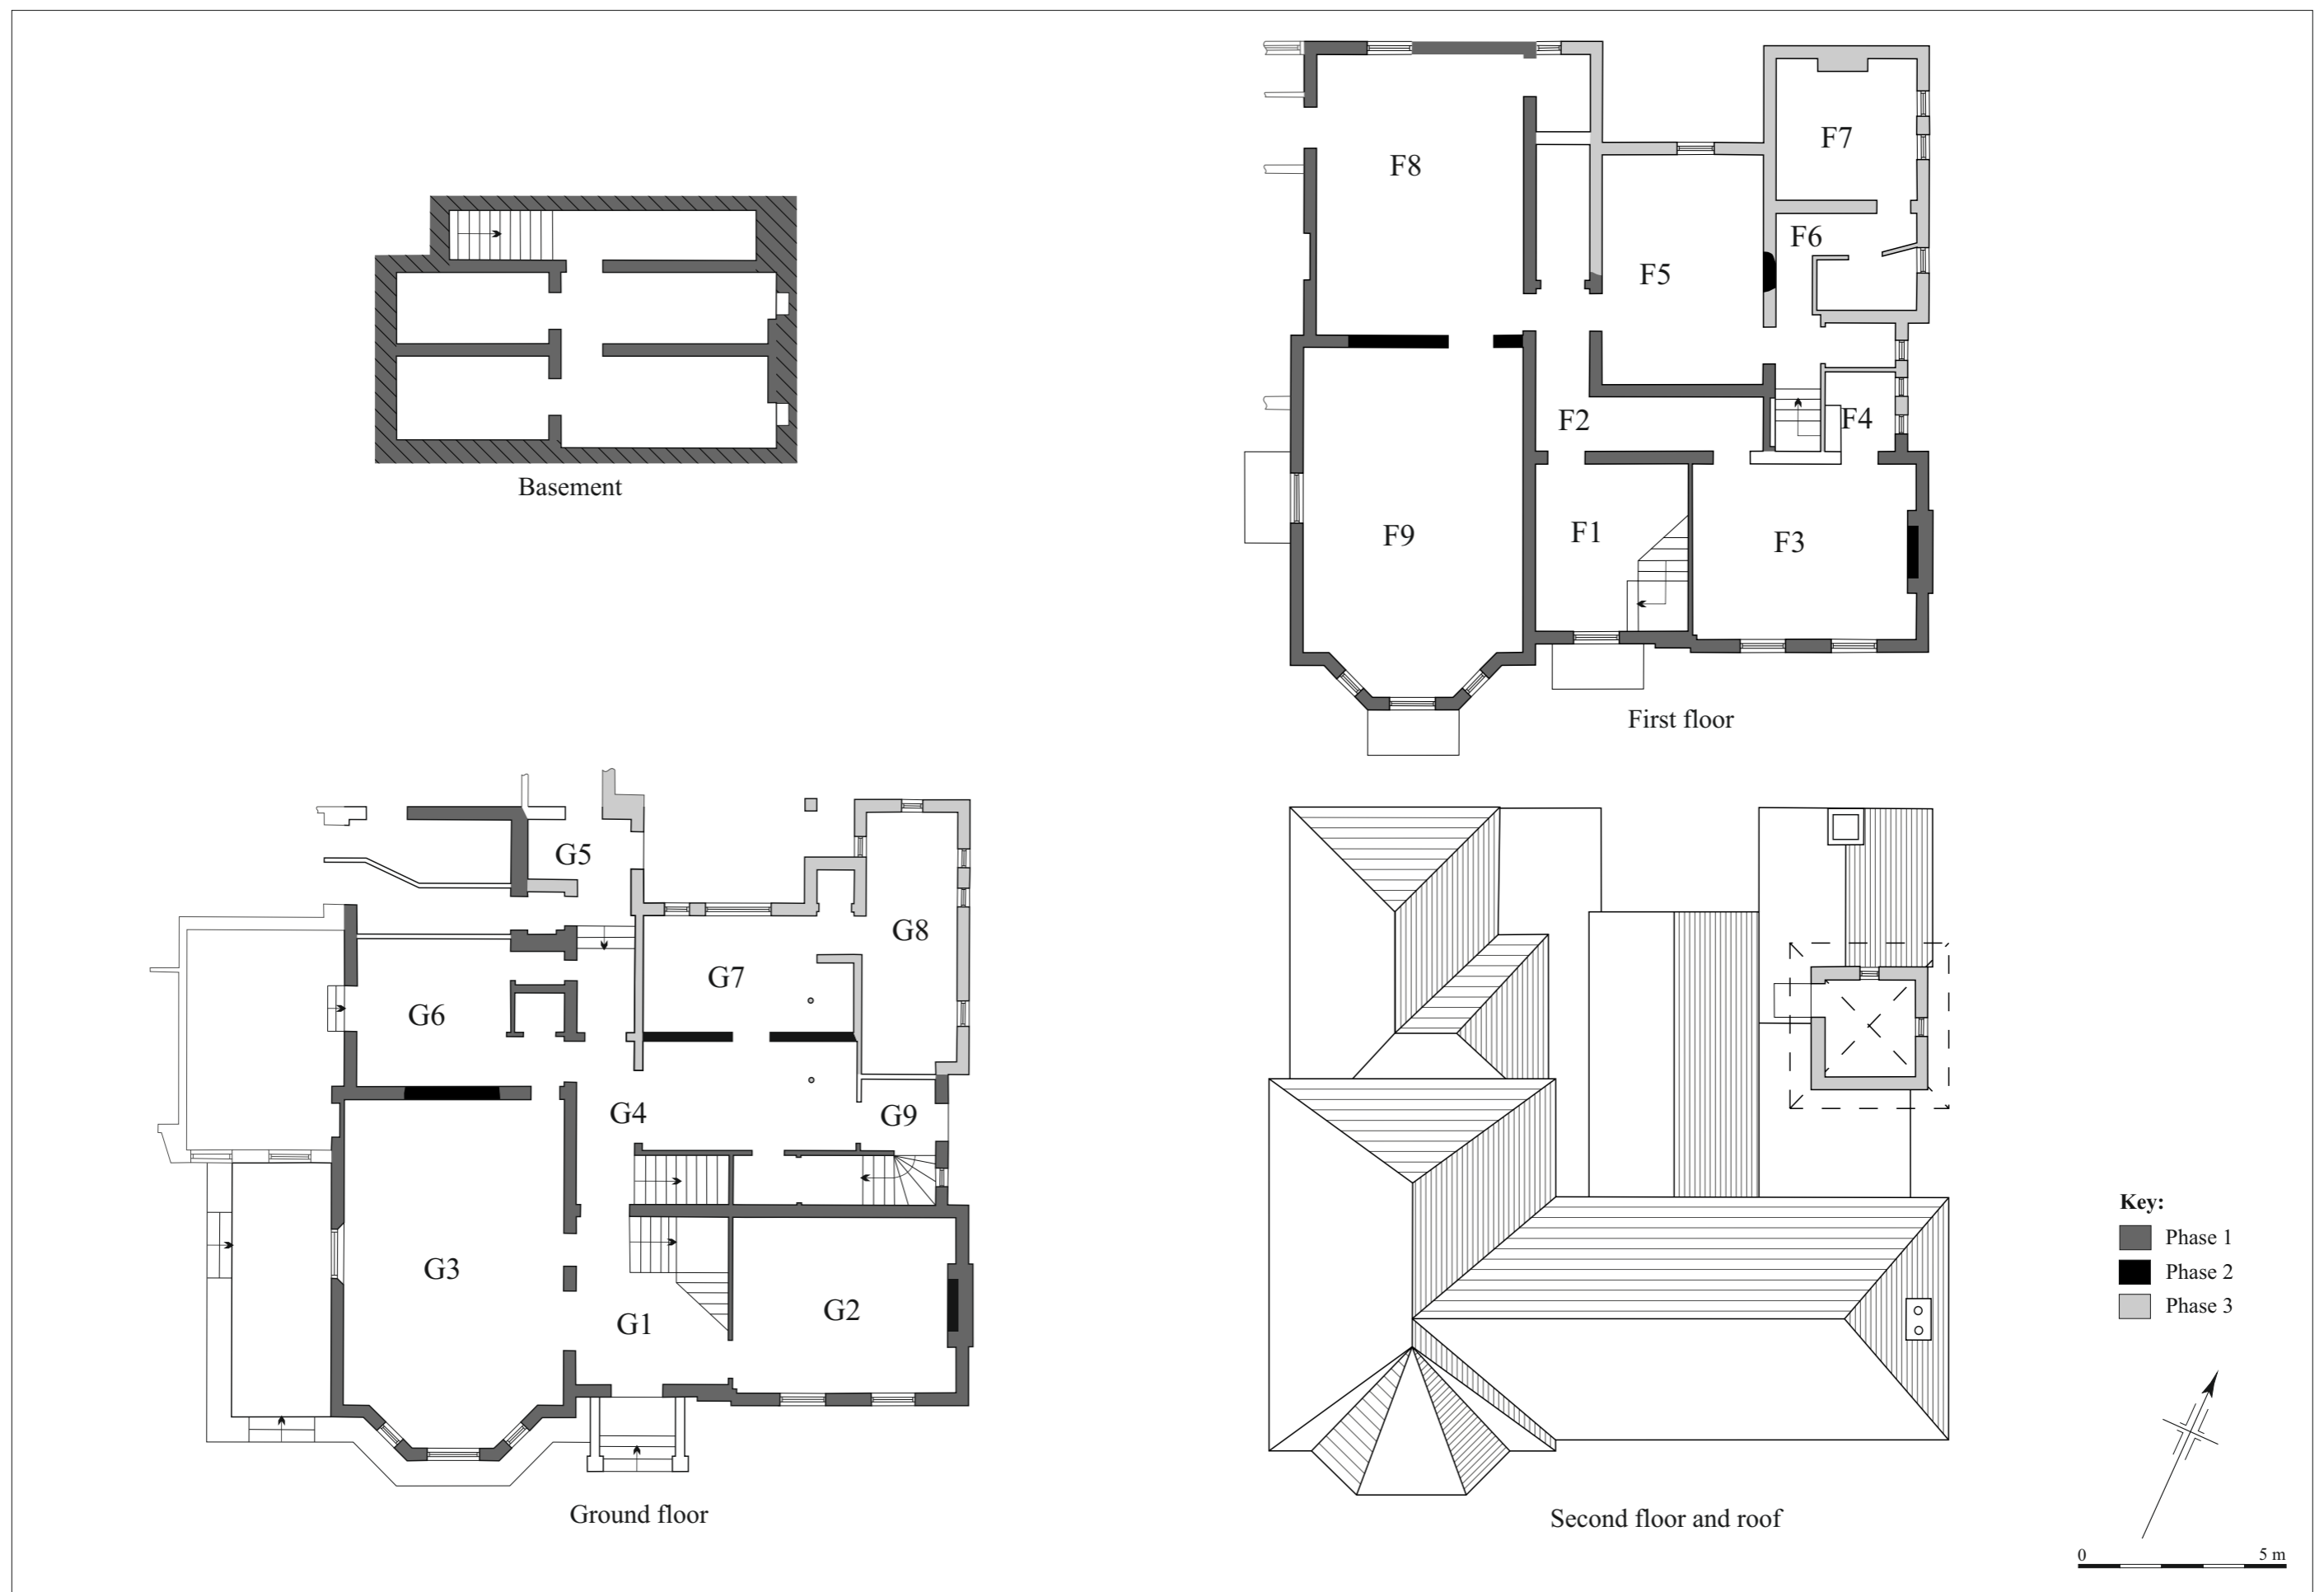 F8
F7
F6
F5
F4
F2
F1
F3
F9
Basement
First floor
G5
G8
G7
G6
G4
G9
G3
G2
G1
Ground floor
Second floor and roof
Key:
Phase 1
Phase 2
Phase 3
0 5 m